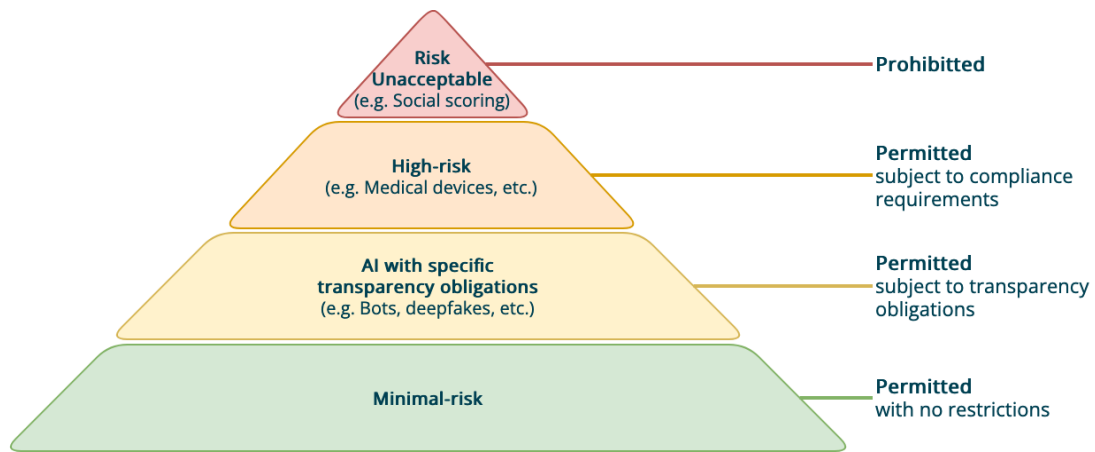 Risk
Unacceptable
(e.g. Social scoring)
Prohibitted
High-risk
(e.g. Medical devices, etc.)
Permitted
subject to compliance
requirements
AI with specific
transparency obligations
(e.g. Bots, deepfakes, etc.)
Permitted
subject to transparency
obligations
Minimal-risk
Permitted
with no restrictions